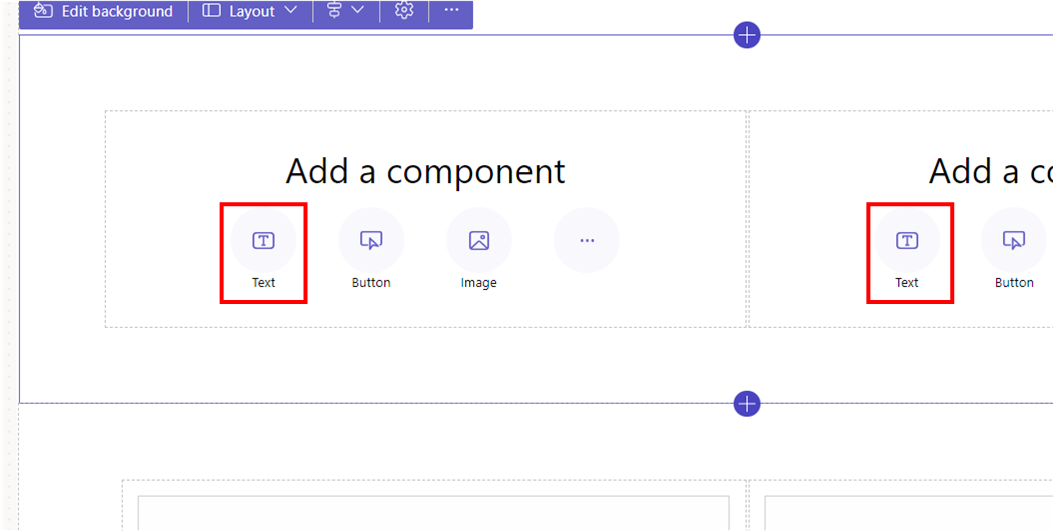 Edit background Layout
Add a component
Text Button Image
Add a co
Text Button